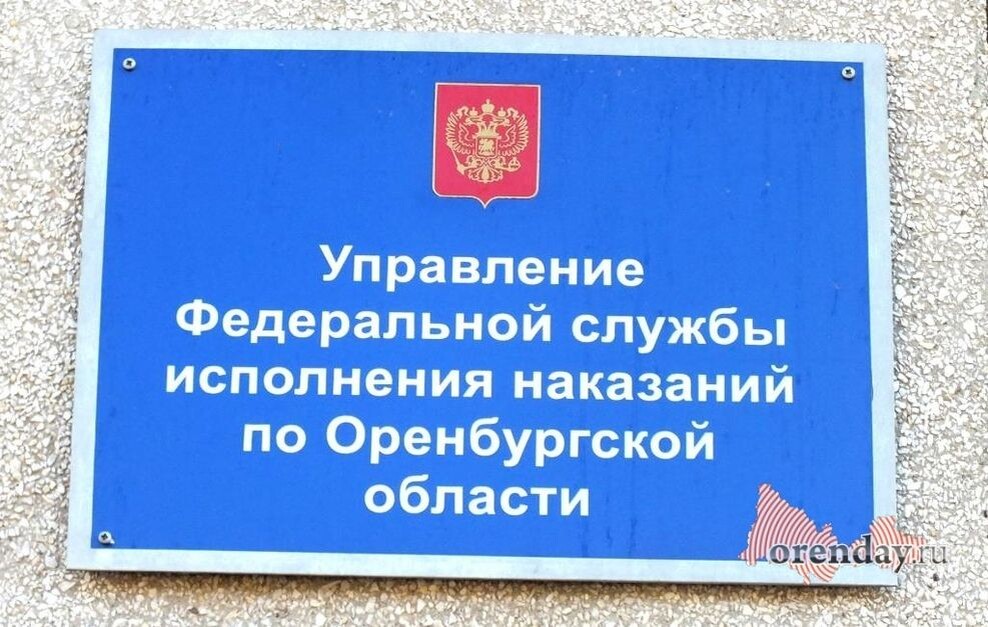 Управление
Федеральной службы
исполнения наказаний
по Оренбургской
области
orenday.ru